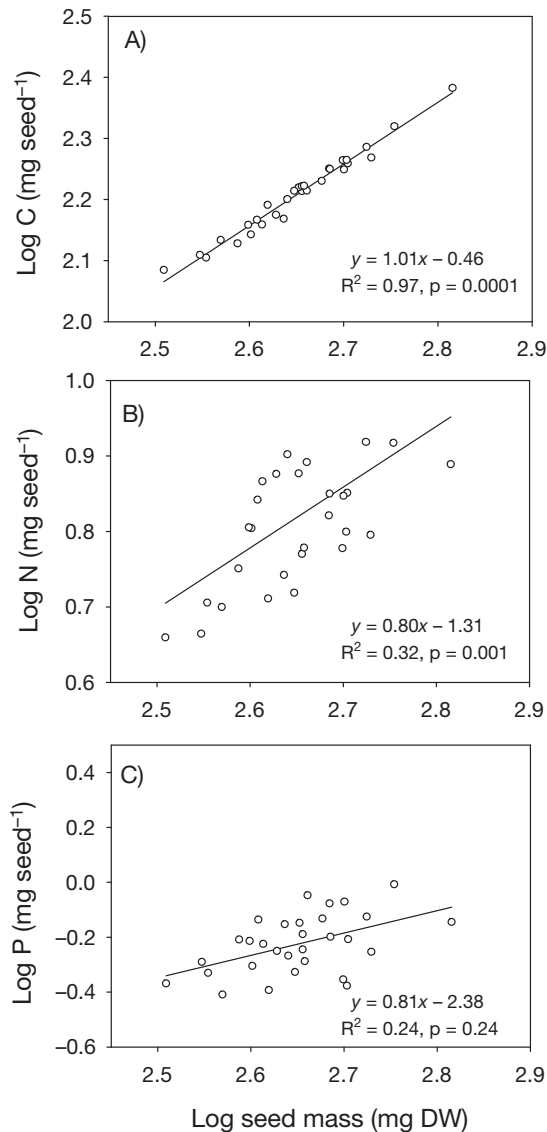 A)
Log C (mg seed⁻¹)
2.5
2.4
2.3
2.2
2.1
2.0
y = 1.01x – 0.46
R² = 0.97, p = 0.0001
2.5 2.6 2.7 2.8 2.9
B)
Log N (mg seed⁻¹)
1.0
0.9
0.8
0.7
0.6
y = 0.80x – 1.31
R² = 0.32, p = 0.001
2.5 2.6 2.7 2.8 2.9
C)
Log P (mg seed⁻¹)
0.4
0.2
0.0
–0.2
–0.4
–0.6
y = 0.81x – 2.38
R² = 0.24, p = 0.24
2.5 2.6 2.7 2.8 2.9
Log seed mass (mg DW)